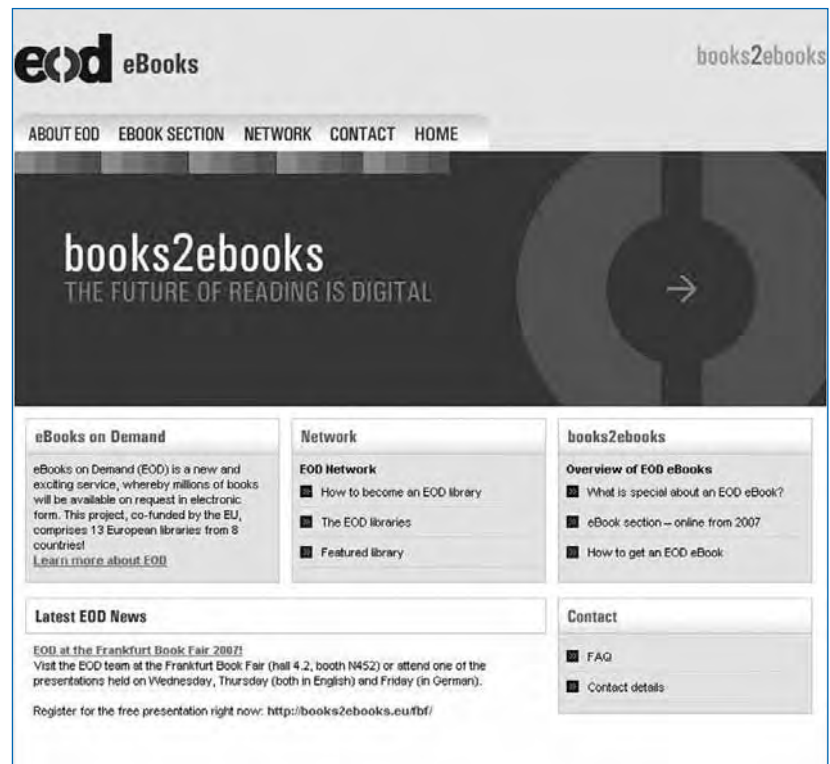 eod eBooks
books2ebooks
ABOUT EOD EBOOK SECTION NETWORK CONTACT HOME
books2ebooks
THE FUTURE OF READING IS DIGITAL
eBooks on Demand
eBooks on Demand (EOD) is a new and
exciting service, whereby millions of books
will be available on request in electronic
form. This project, co-funded by the EU,
comprises 13 European libraries from 8
countries!
Learn more about EOD
Network
EOD Network
How to become an EOD library
The EOD libraries
Featured library
books2ebooks
Overview of EOD eBooks
What is special about an EOD eBook?
eBook section – online from 2007
How to get an EOD eBook
Latest EOD News
EOD at the Frankfurt Book Fair 2007!
Visit the EOD team at the Frankfurt Book Fair (hall 4.2, booth N452) or attend one of the
presentations held on Wednesday, Thursday (both in English) and Friday (in German).
Register for the free presentation right now: http://books2ebooks.eu/fbf/
Contact
FAQ
Contact details